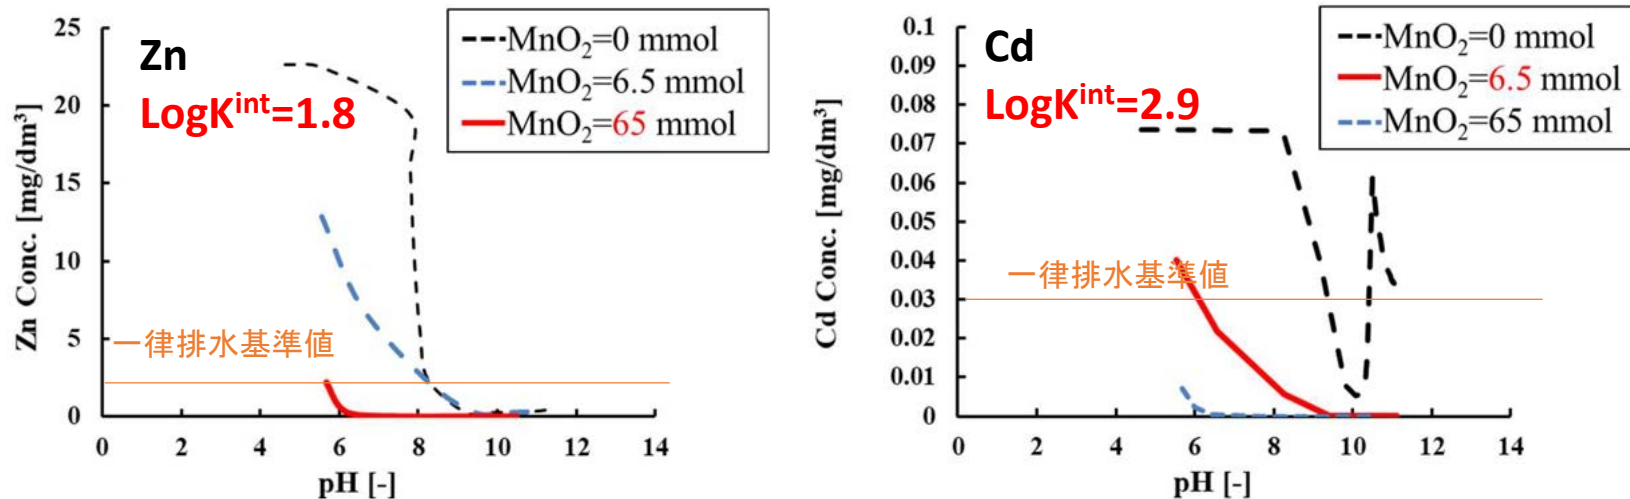 Zn
LogK^int=1.8
MnO₂=0 mmol
MnO₂=6.5 mmol
MnO₂=65 mmol
一律排水基準値
Zn Conc. [mg/dm³]
25
20
15
10
5
0
0 2 4 6 8 10 12 14
pH [-]
Cd
LogK^int=2.9
MnO₂=0 mmol
MnO₂=6.5 mmol
MnO₂=65 mmol
一律排水基準値
Cd Conc. [mg/dm³]
0.1
0.09
0.08
0.07
0.06
0.05
0.04
0.03
0.02
0.01
0
0 2 4 6 8 10 12 14
pH [-]